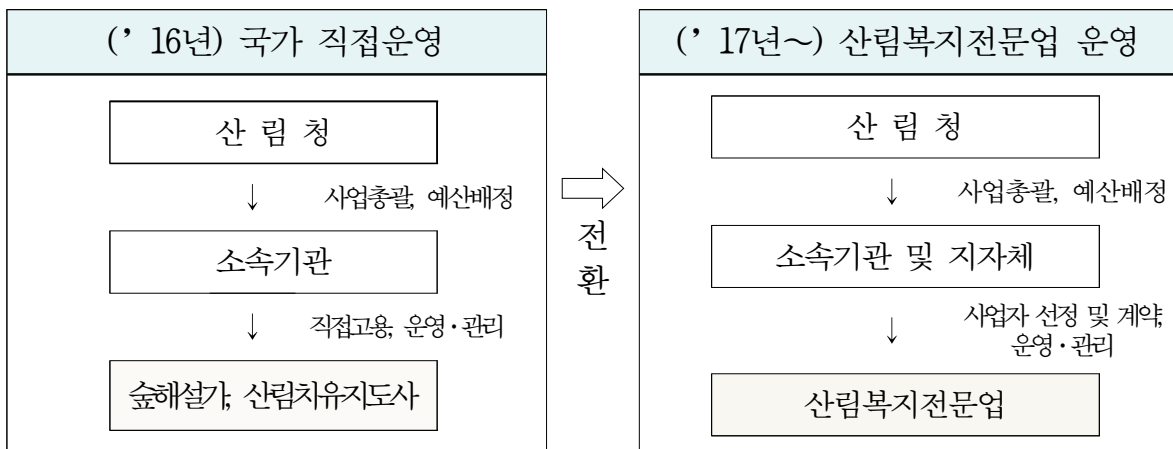 (’ 16년) 국가 직접운영
산 림 청
↓ 사업총괄, 예산배정
소속기관
↓ 직접고용, 운영·관리
숲해설가, 산림치유지도사
전
환
(’ 17년～) 산림복지전문업 운영
산 림 청
↓ 사업총괄, 예산배정
소속기관 및 지자체
↓ 사업자 선정 및 계약,
운영·관리
산림복지전문업